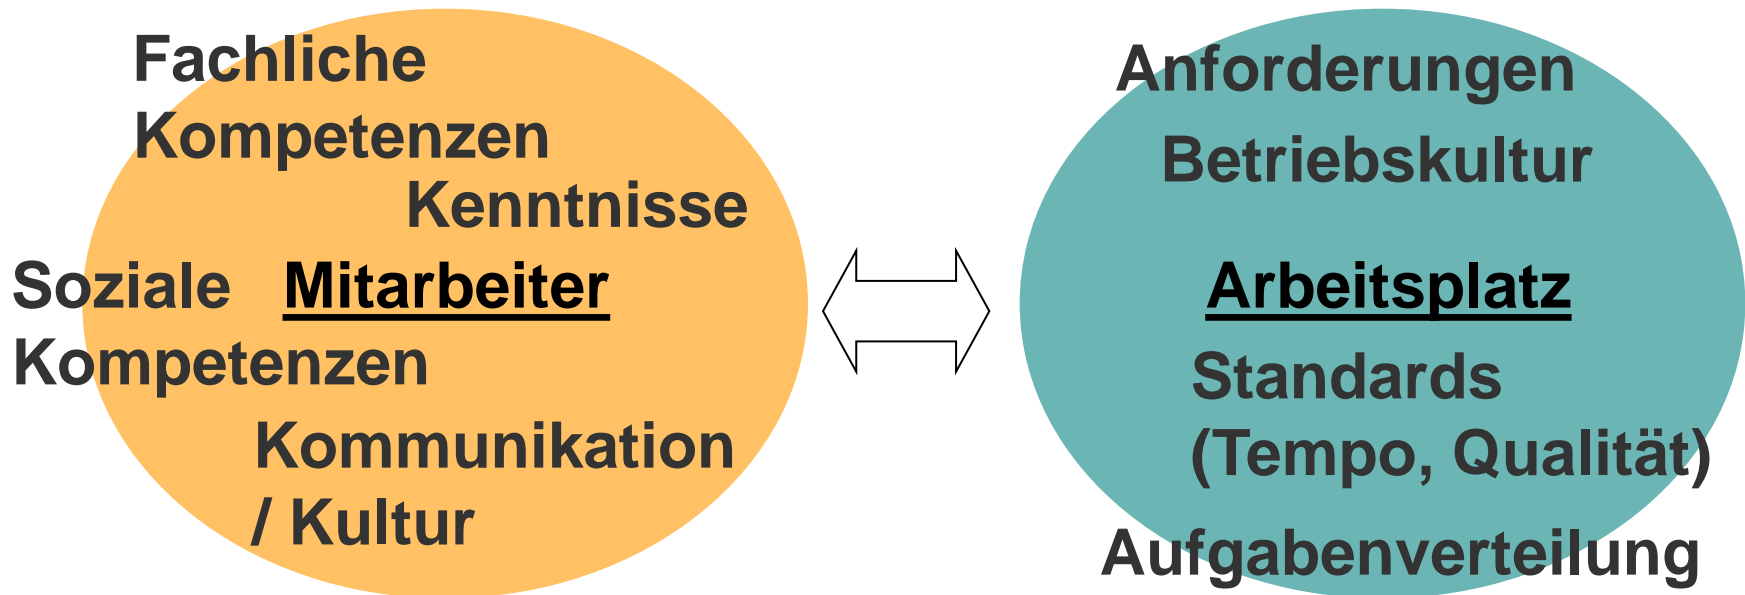 Fachliche
Kompetenzen
Kenntnisse
Soziale Mitarbeiter
Kompetenzen
Kommunikation
/ Kultur
Anforderungen
Betriebskultur
Arbeitsplatz
Standards
(Tempo, Qualität)
Aufgabenverteilung